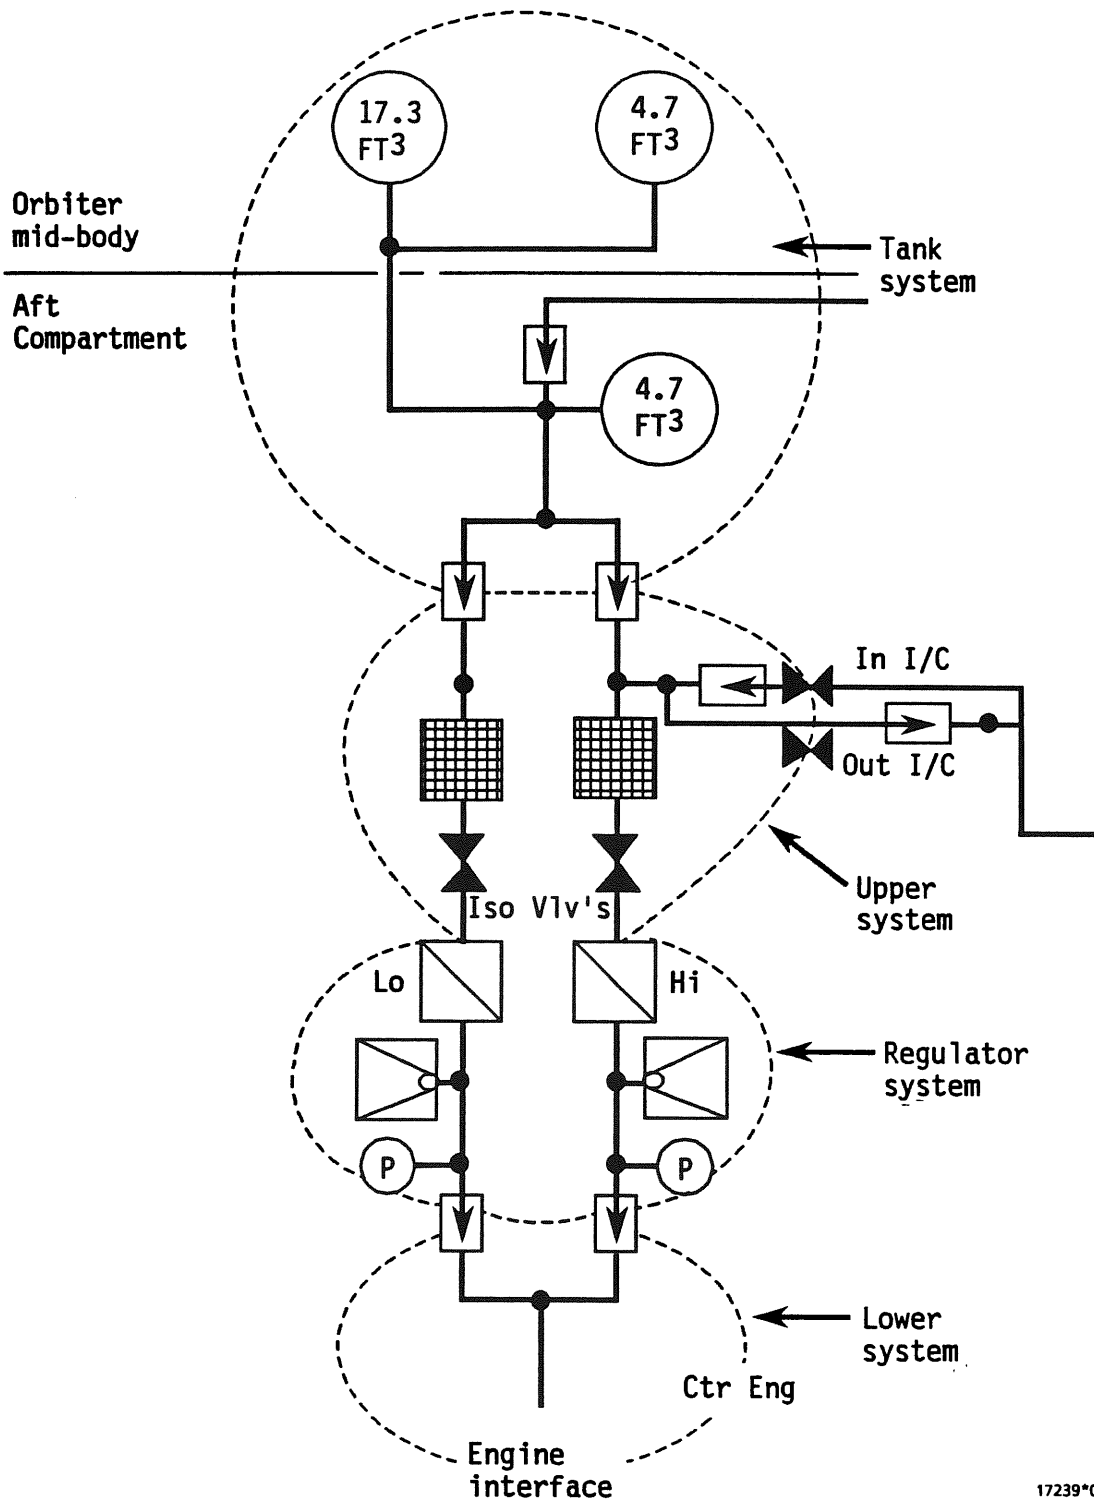 17.3
FT3
4.7
FT3
Orbiter
mid-body
Tank
system
Aft
Compartment
4.7
FT3
In I/C
Out I/C
Upper
system
Iso Vlv's
Lo
Hi
Regulator
system
P
P
Lower
system
Ctr Eng
Engine
interface